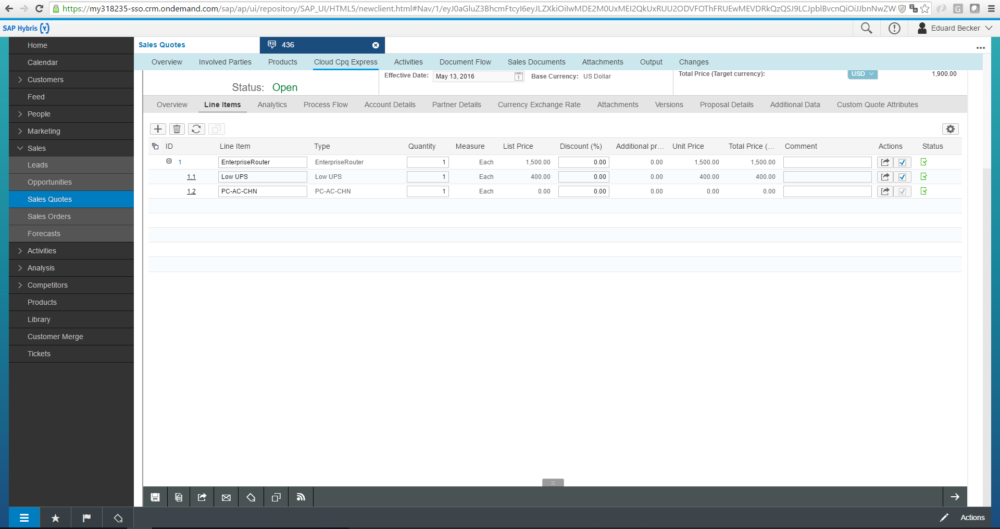 https://my318235-sso.crm.ondemand.com/sap/ap/ui/repository/SAP_UI/HTML5/newclient.html#Nav/1/eyJ0aGluZ3BhcmFtcyI6eyJLZXkiOiIwMDE2M0UxMEI2QkUxRUU2ODVFOThFRUEwMEVDRkQzQSJ9LCJpblBvcnQiOiJJbnNwZW
SAP Hybris (y)
Eduard Becker
Home
Calendar
Customers
Feed
People
Marketing
Sales
Leads
Opportunities
Sales Quotes
Sales Orders
Forecasts
Activities
Analysis
Competitors
Products
Library
Customer Merge
Tickets
Sales Quotes
436
Overview Involved Parties Products Cloud Cpq Express Activities Document Flow Sales Documents Attachments Output Changes
Status: Open
Effective Date: May 13, 2016 1 Base Currency: US Dollar
Total Price (Target currency): USD 1,900.00
Overview Line Items Analytics Process Flow Account Details Partner Details Currency Exchange Rate Attachments Versions Proposal Details Additional Data Custom Quote Attributes
ID Line Item Type Quantity Measure List Price Discount (%) Additional pr... Unit Price Total Price (... Comment Actions Status
1 EnterpriseRouter EnterpriseRouter 1 Each 1,500.00 0.00 0.00 1,500.00 1,500.00
1.1 Low UPS Low UPS 1 Each 400.00 0.00 0.00 400.00 400.00
1.2 PC-AC-CHN PC-AC-CHN 1 Each 0.00 0.00 0.00 0.00 0.00
Actions